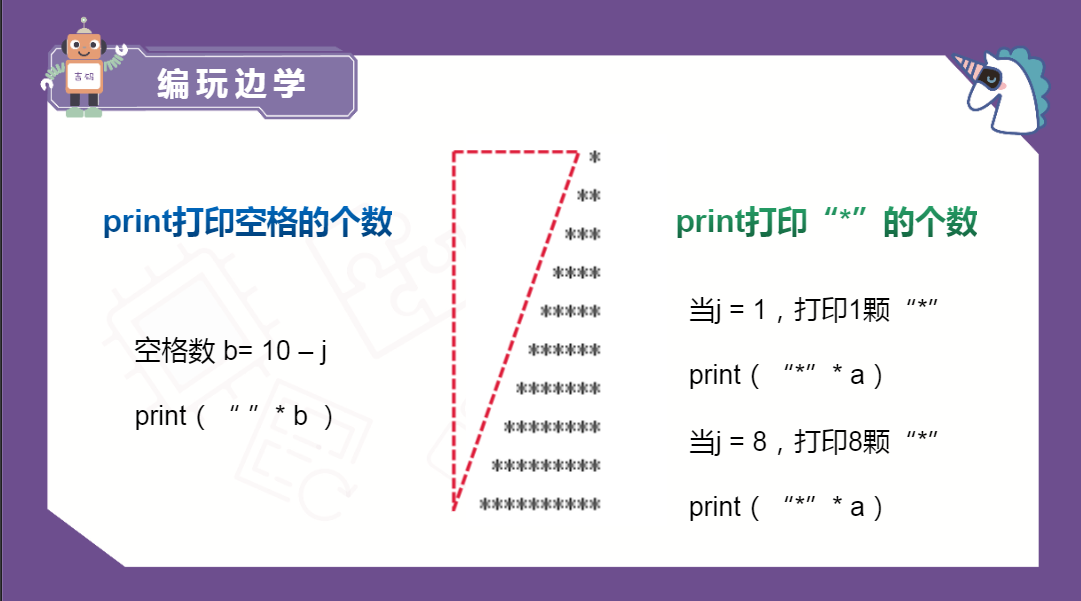 吉码
编玩边学
print打印空格的个数
空格数 b= 10 – j
print（ “ ” * b ）
*
**
***
****
*****
******
*******
********
*********
**********
print打印“*”的个数
当j = 1，打印1颗“*”
print（ “*” * a）
当j = 8，打印8颗“*”
print（ “*” * a）